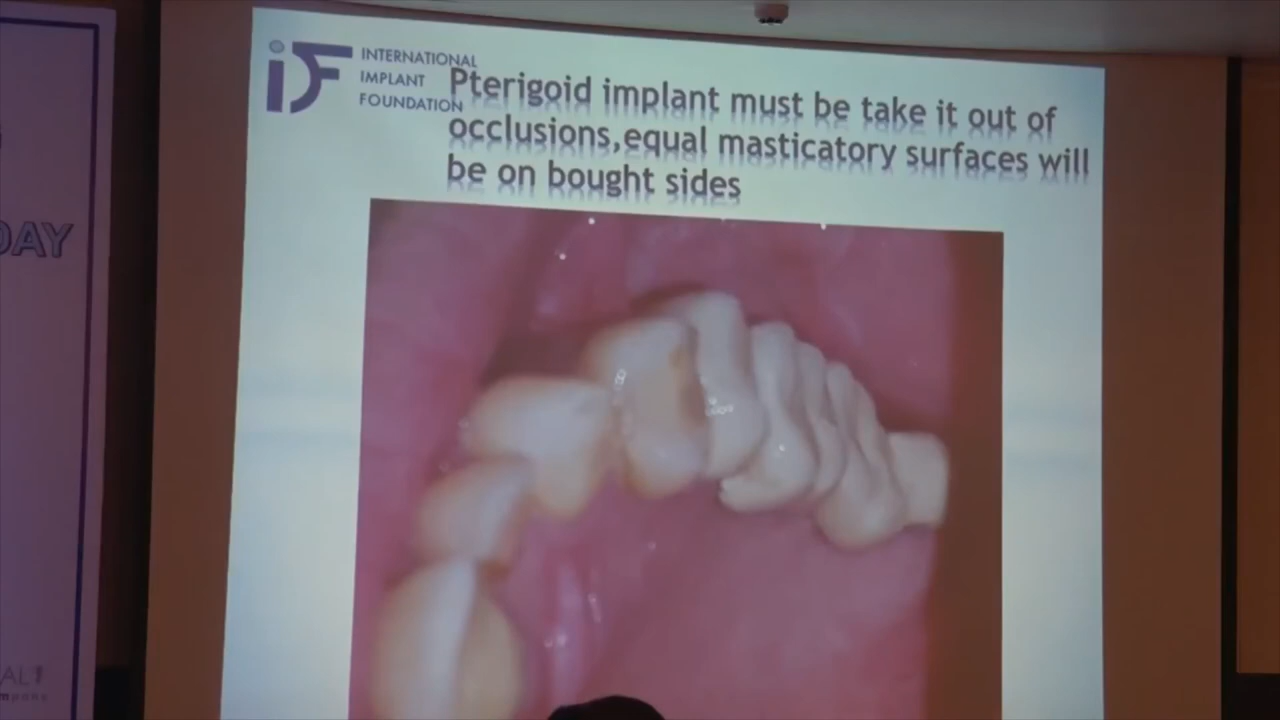 INTERNATIONAL
IMPLANT
FOUNDATION
Pterigoid implant must be take it out of
occlusions,equal masticatory surfaces will
be on bought sides
DAY